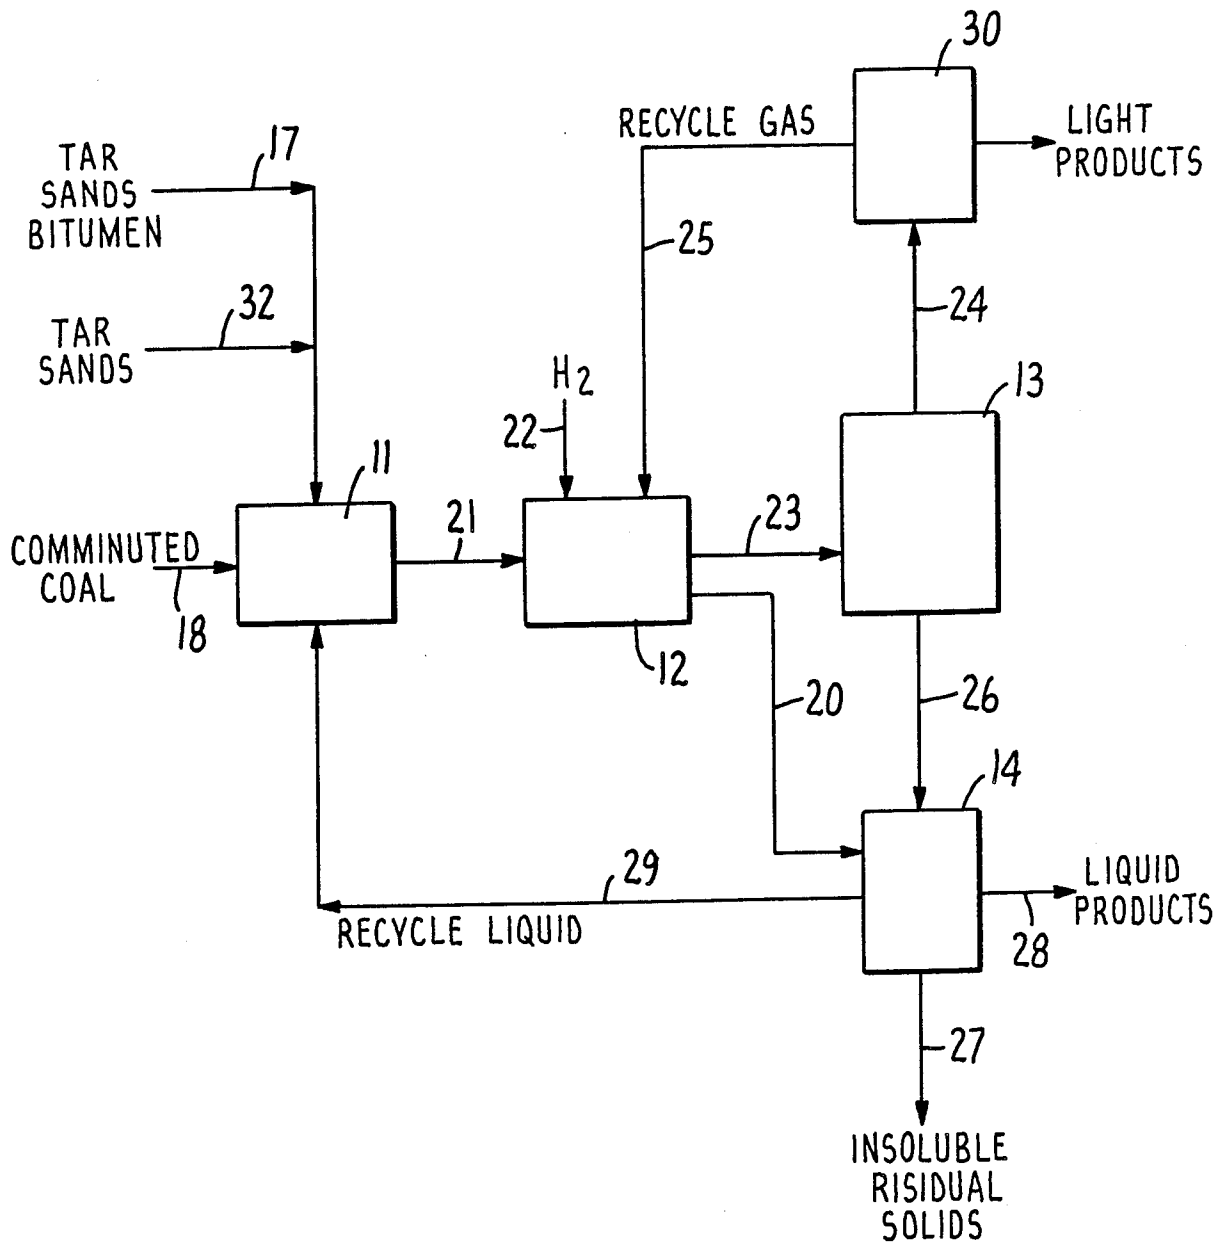 30
RECYCLE GAS
LIGHT
PRODUCTS
17
TAR
SANDS
BITUMEN
25
24
32
TAR
SANDS
H2
22
13
11
21
23
COMMINUTED
COAL
18
12
20
26
14
29
RECYCLE LIQUID
LIQUID
PRODUCTS
28
27
INSOLUBLE
RISIDUAL
SOLIDS